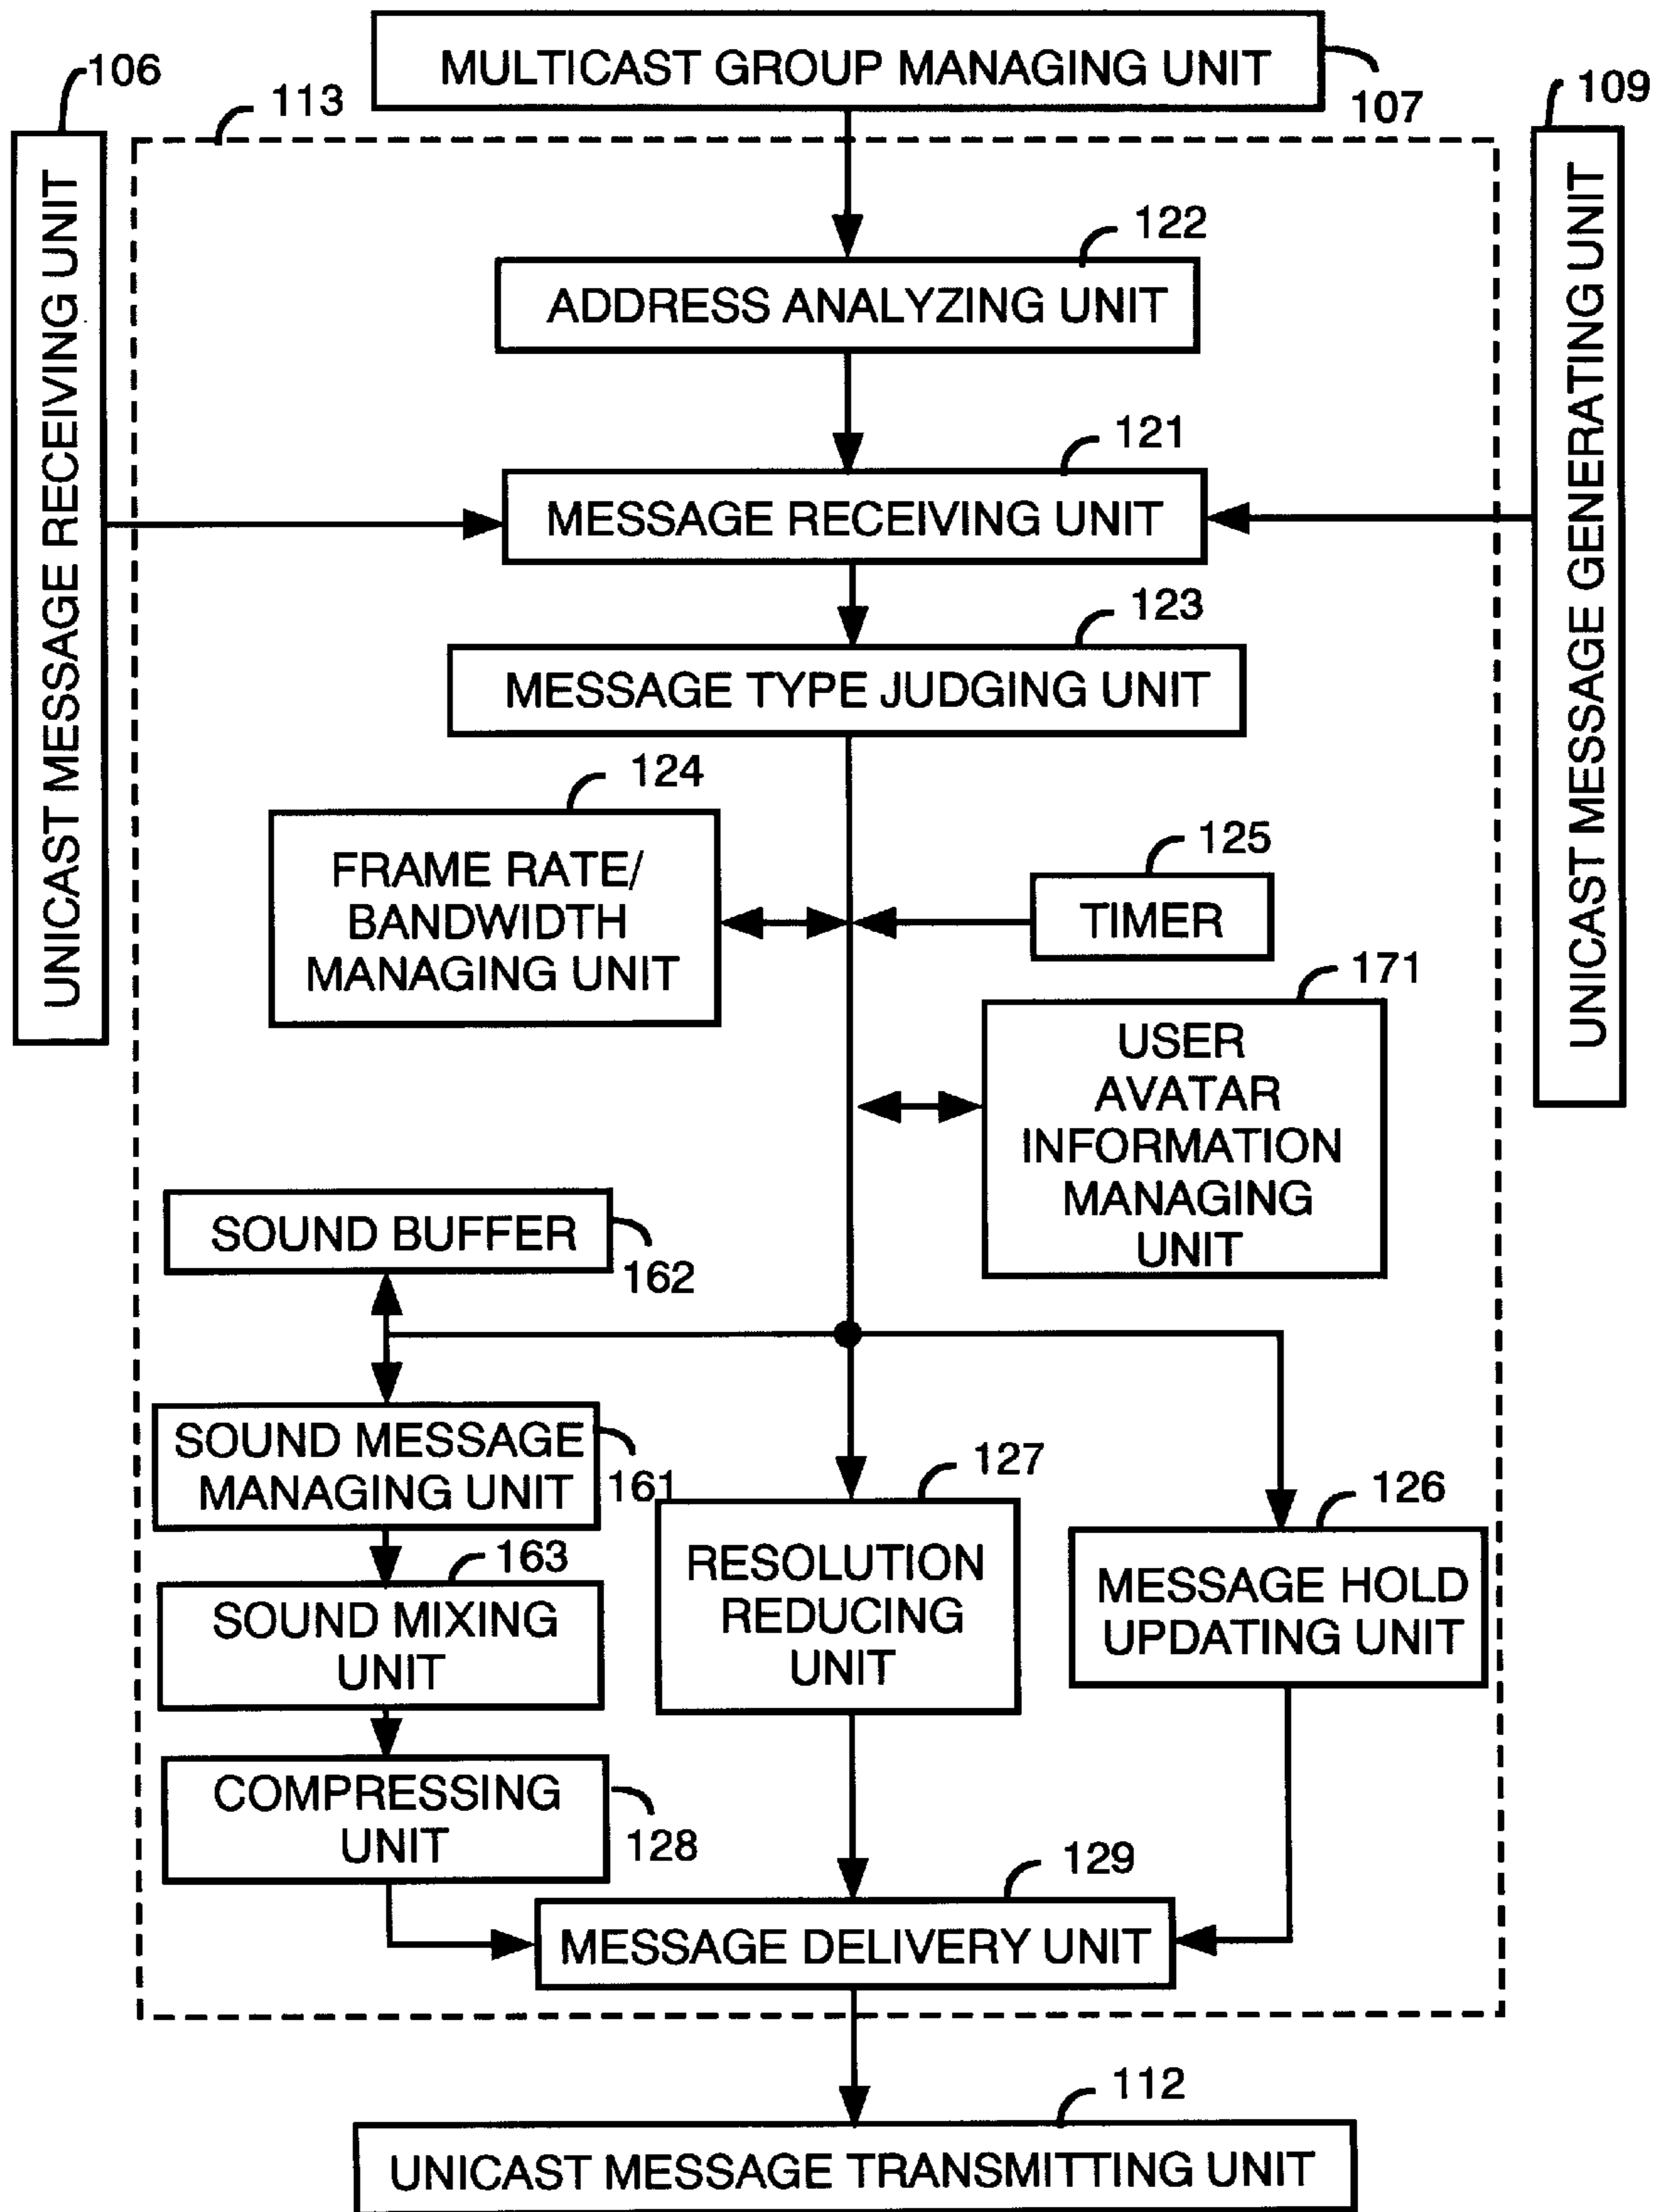 MULTICAST GROUP MANAGING UNIT
107
106
UNICAST MESSAGE RECEIVING UNIT
113
109
UNICAST MESSAGE GENERATING UNIT
122
ADDRESS ANALYZING UNIT
121
MESSAGE RECEIVING UNIT
123
MESSAGE TYPE JUDGING UNIT
124
FRAME RATE/
BANDWIDTH
MANAGING UNIT
125
TIMER
171
USER
AVATAR
INFORMATION
MANAGING
UNIT
SOUND BUFFER
162
SOUND MESSAGE
MANAGING UNIT
161
127
RESOLUTION
REDUCING
UNIT
126
MESSAGE HOLD
UPDATING UNIT
163
SOUND MIXING
UNIT
COMPRESSING
UNIT
128
129
MESSAGE DELIVERY UNIT
112
UNICAST MESSAGE TRANSMITTING UNIT